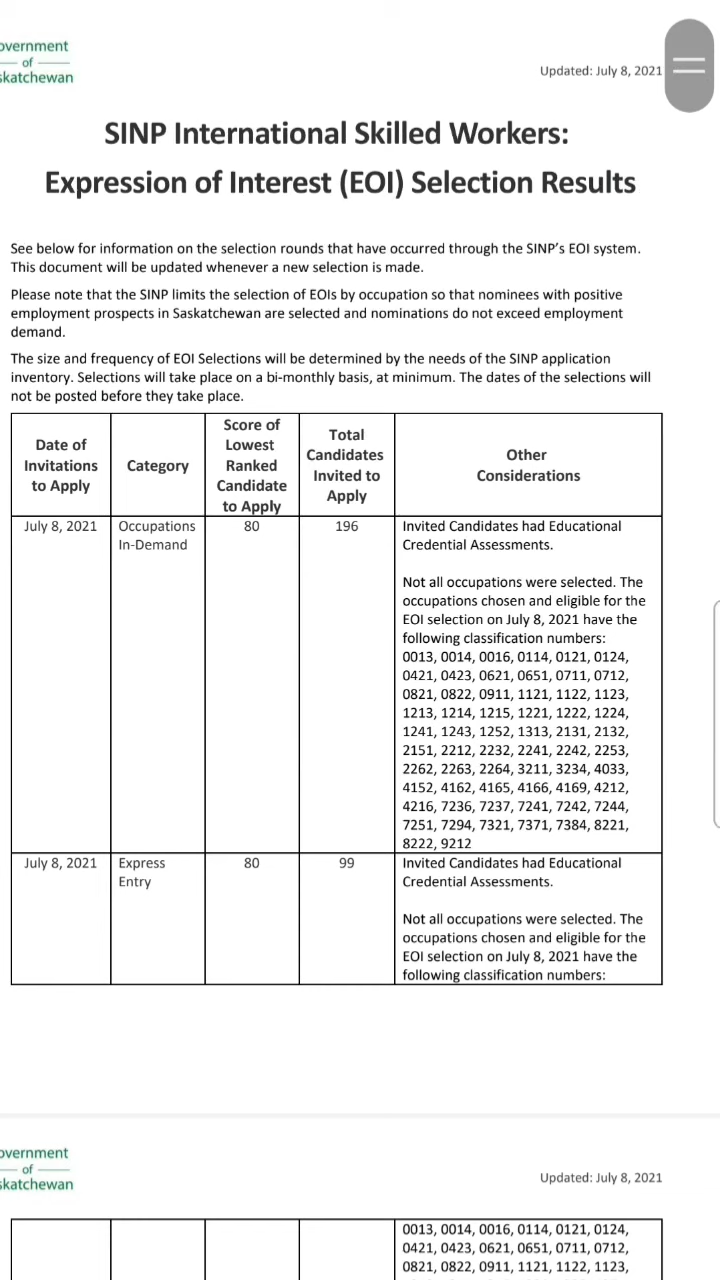 overnment
of
skatchewan
Updated: July 8, 2021
SINP International Skilled Workers:
Expression of Interest (EOI) Selection Results
See below for information on the selection rounds that have occurred through the SINP's EOI system.
This document will be updated whenever a new selection is made.
Please note that the SINP limits the selection of EOIs by occupation so that nominees with positive
employment prospects in Saskatchewan are selected and nominations do not exceed employment
demand.
The size and frequency of EOI Selections will be determined by the needs of the SINP application
inventory. Selections will take place on a bi-monthly basis, at minimum. The dates of the selections will
not be posted before they take place.
Date of
Invitations
to Apply
Category
Score of
Lowest
Ranked
Candidate
to Apply
Total
Candidates
Invited to
Apply
Other
Considerations
July 8, 2021
Occupations
In-Demand
80
196
Invited Candidates had Educational
Credential Assessments.
Not all occupations were selected. The
occupations chosen and eligible for the
EOI selection on July 8, 2021 have the
following classification numbers:
0013, 0014, 0016, 0114, 0121, 0124,
0421, 0423, 0621, 0651, 0711, 0712,
0821, 0822, 0911, 1121, 1122, 1123,
1213, 1214, 1215, 1221, 1222, 1224,
1241, 1243, 1252, 1313, 2131, 2132,
2151, 2212, 2232, 2241, 2242, 2253,
2262, 2263, 2264, 3211, 3234, 4033,
4152, 4162, 4165, 4166, 4169, 4212,
4216, 7236, 7237, 7241, 7242, 7244,
7251, 7294, 7321, 7371, 7384, 8221,
8222, 9212
July 8, 2021
Express
Entry
80
99
Invited Candidates had Educational
Credential Assessments.
Not all occupations were selected. The
occupations chosen and eligible for the
EOI selection on July 8, 2021 have the
following classification numbers:
overnment
of
skatchewan
Updated: July 8, 2021
0013, 0014, 0016, 0114, 0121, 0124,
0421, 0423, 0621, 0651, 0711, 0712,
0821, 0822, 0911, 1121, 1122, 1123,